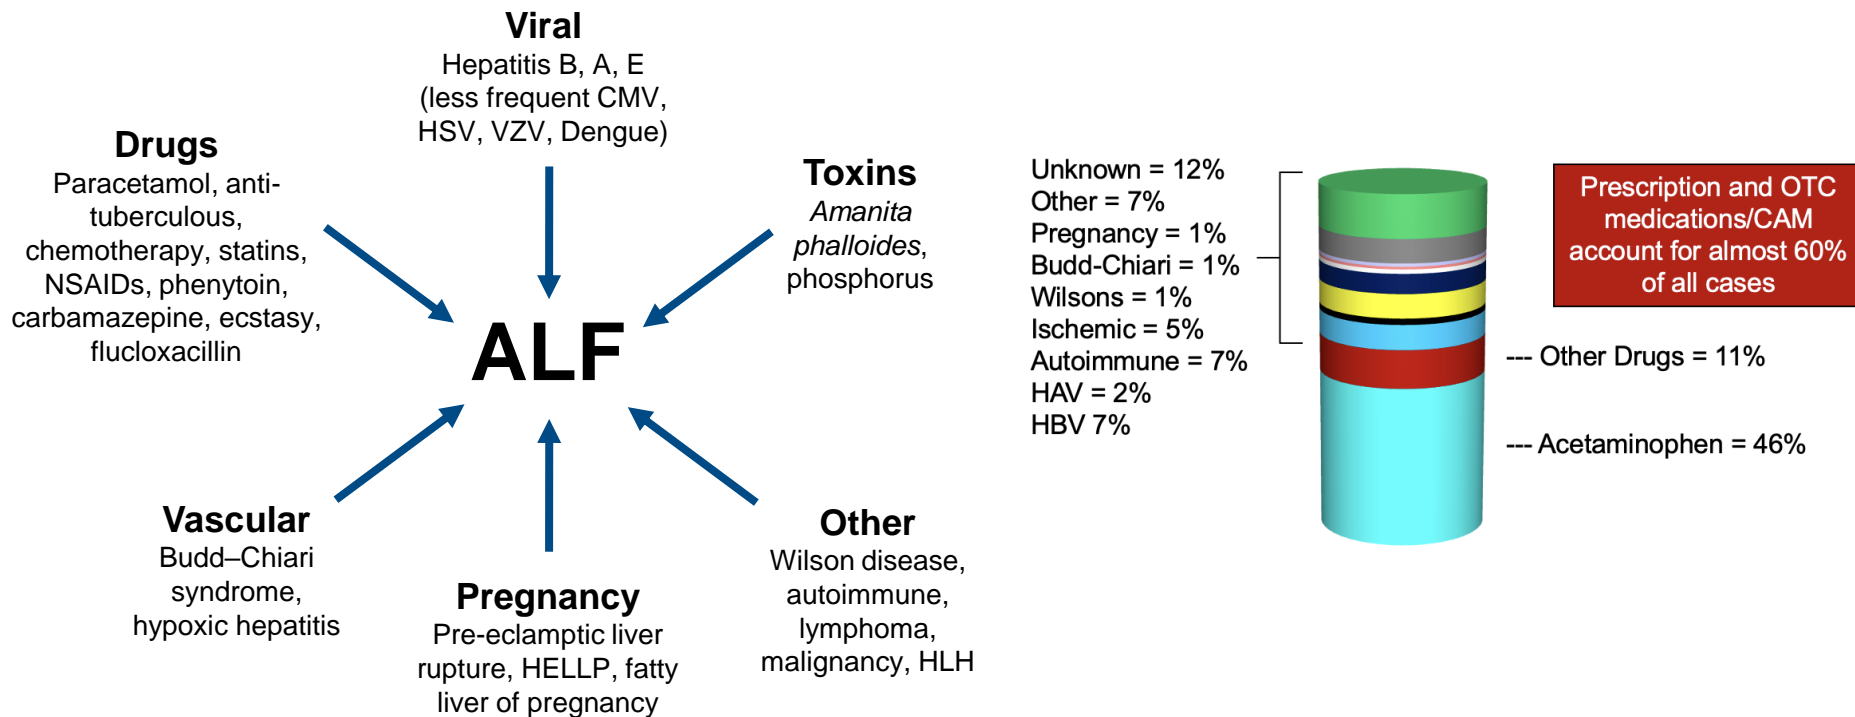 Viral
Hepatitis B, A, E
(less frequent CMV,
HSV, VZV, Dengue)
Drugs
Paracetamol, anti-
tuberculous,
chemotherapy, statins,
NSAIDs, phenytoin,
carbamazepine, ecstasy,
flucloxacillin
Toxins
Amanita
phalloides,
phosphorus
ALF
Vascular
Budd–Chiari
syndrome,
hypoxic hepatitis
Pregnancy
Pre-eclamptic liver
rupture, HELLP, fatty
liver of pregnancy
Other
Wilson disease,
autoimmune,
lymphoma,
malignancy, HLH
Unknown = 12%
Other = 7%
Pregnancy = 1%
Budd-Chiari = 1%
Wilsons = 1%
Ischemic = 5%
Autoimmune = 7%
HAV = 2%
HBV 7%
Prescription and OTC
medications/CAM
account for almost 60%
of all cases
--- Other Drugs = 11%
--- Acetaminophen = 46%